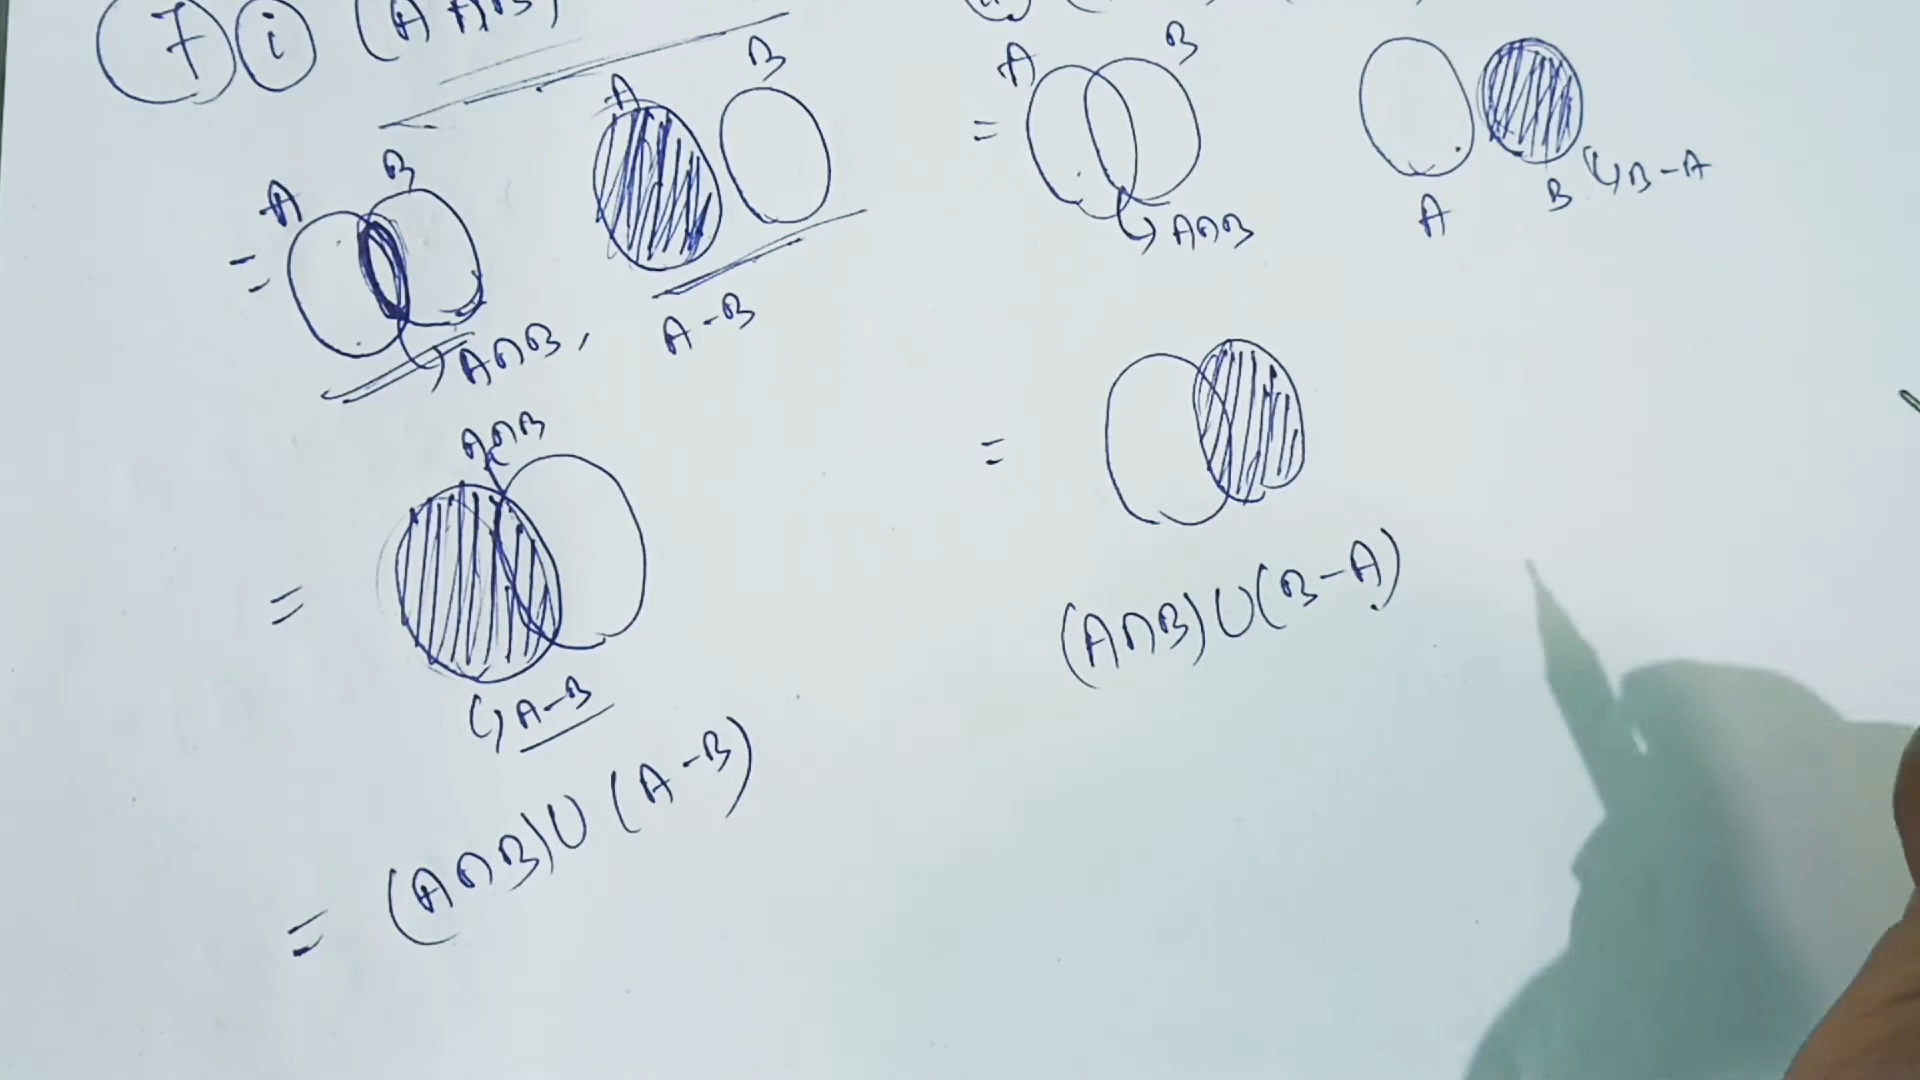 7 i (A∩B)
A B
= A B
A∩B, A-B
A∩B
=
A-B
= (A∩B)∪(A-B)
= A B
A∩B
A B B-A
=
(A∩B)∪(B-A)